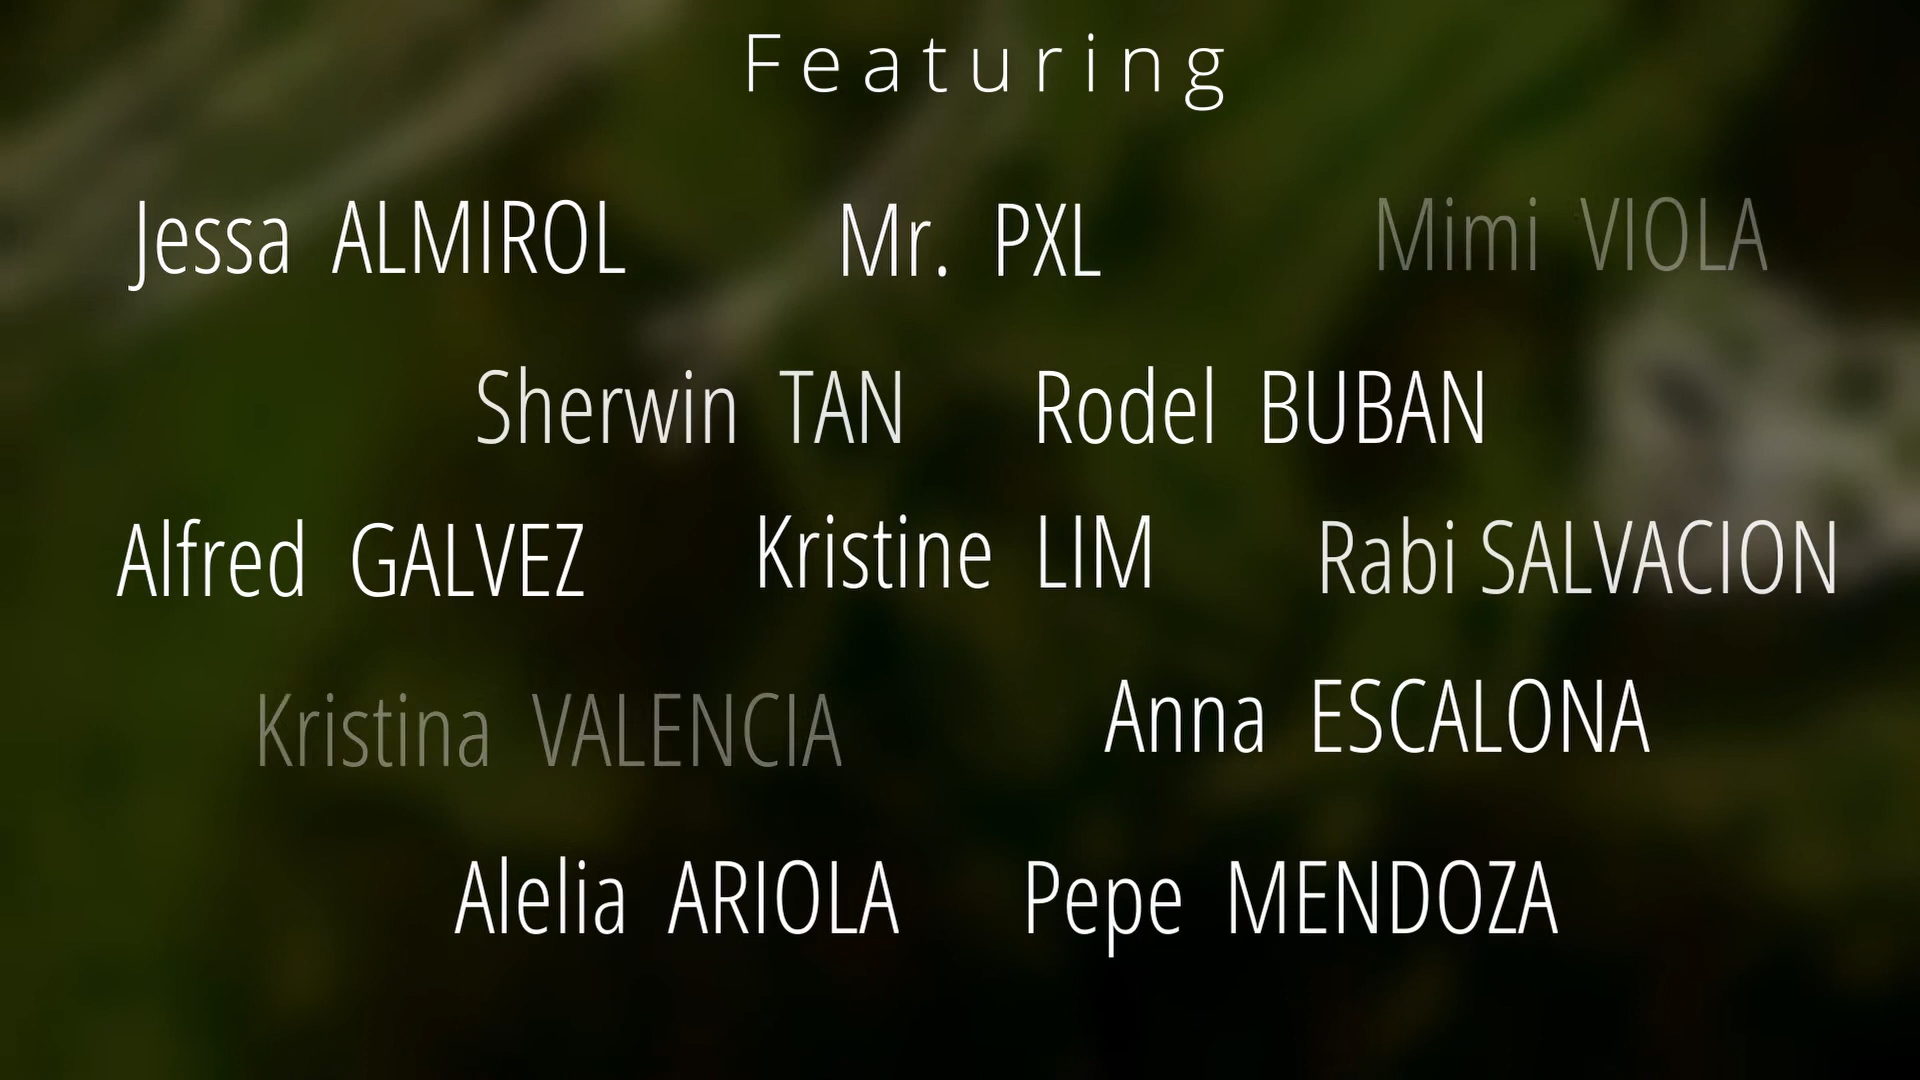 Featuring
Jessa ALMIROL Mr. PXL Mimi VIOLA
Sherwin TAN Rodel BUBAN
Alfred GALVEZ Kristine LIM Rabi SALVACION
Kristina VALENCIA Anna ESCALONA
Alelia ARIOLA Pepe MENDOZA